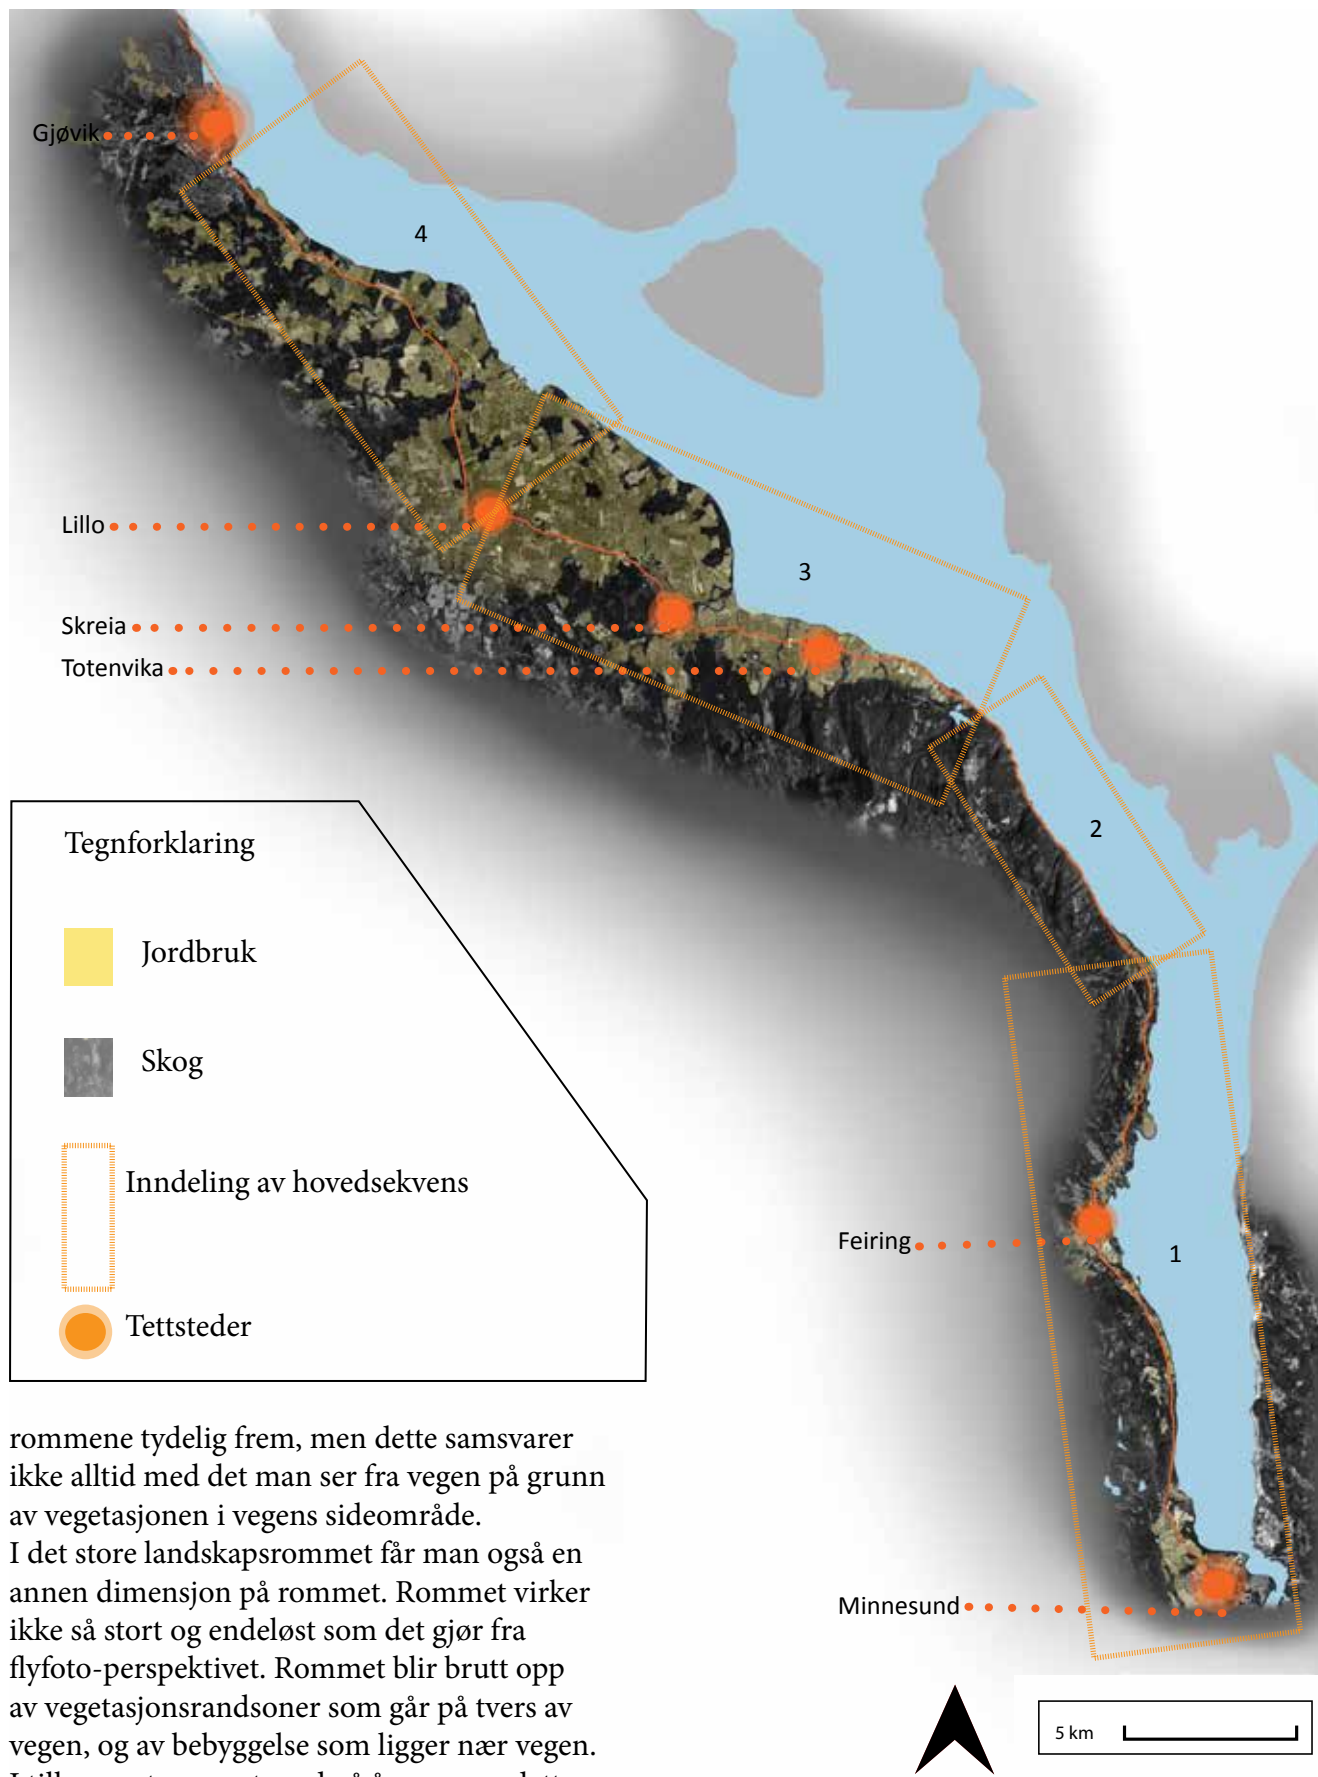 Gjøvik
4
Lillo
3
Skreia
Totenvika
2
Tegnforklaring
Jordbruk
Skog
Inndeling av hovedsekvens
Feiring
1
Tettsteder
rommene tydelig frem, men dette samsvarer
ikke alltid med det man ser fra vegen på grunn
av vegetasjonen i vegens sideområde.
I det store landskapsrommet får man også en
annen dimensjon på rommet. Rommet virker
ikke så stort og endeløst som det gjør fra
flyfoto-perspektivet. Rommet blir brutt opp
av vegetasjonsrandsoner som går på tvers av
vegen, og av bebyggelse som ligger nær vegen.
Minnesund
5 km